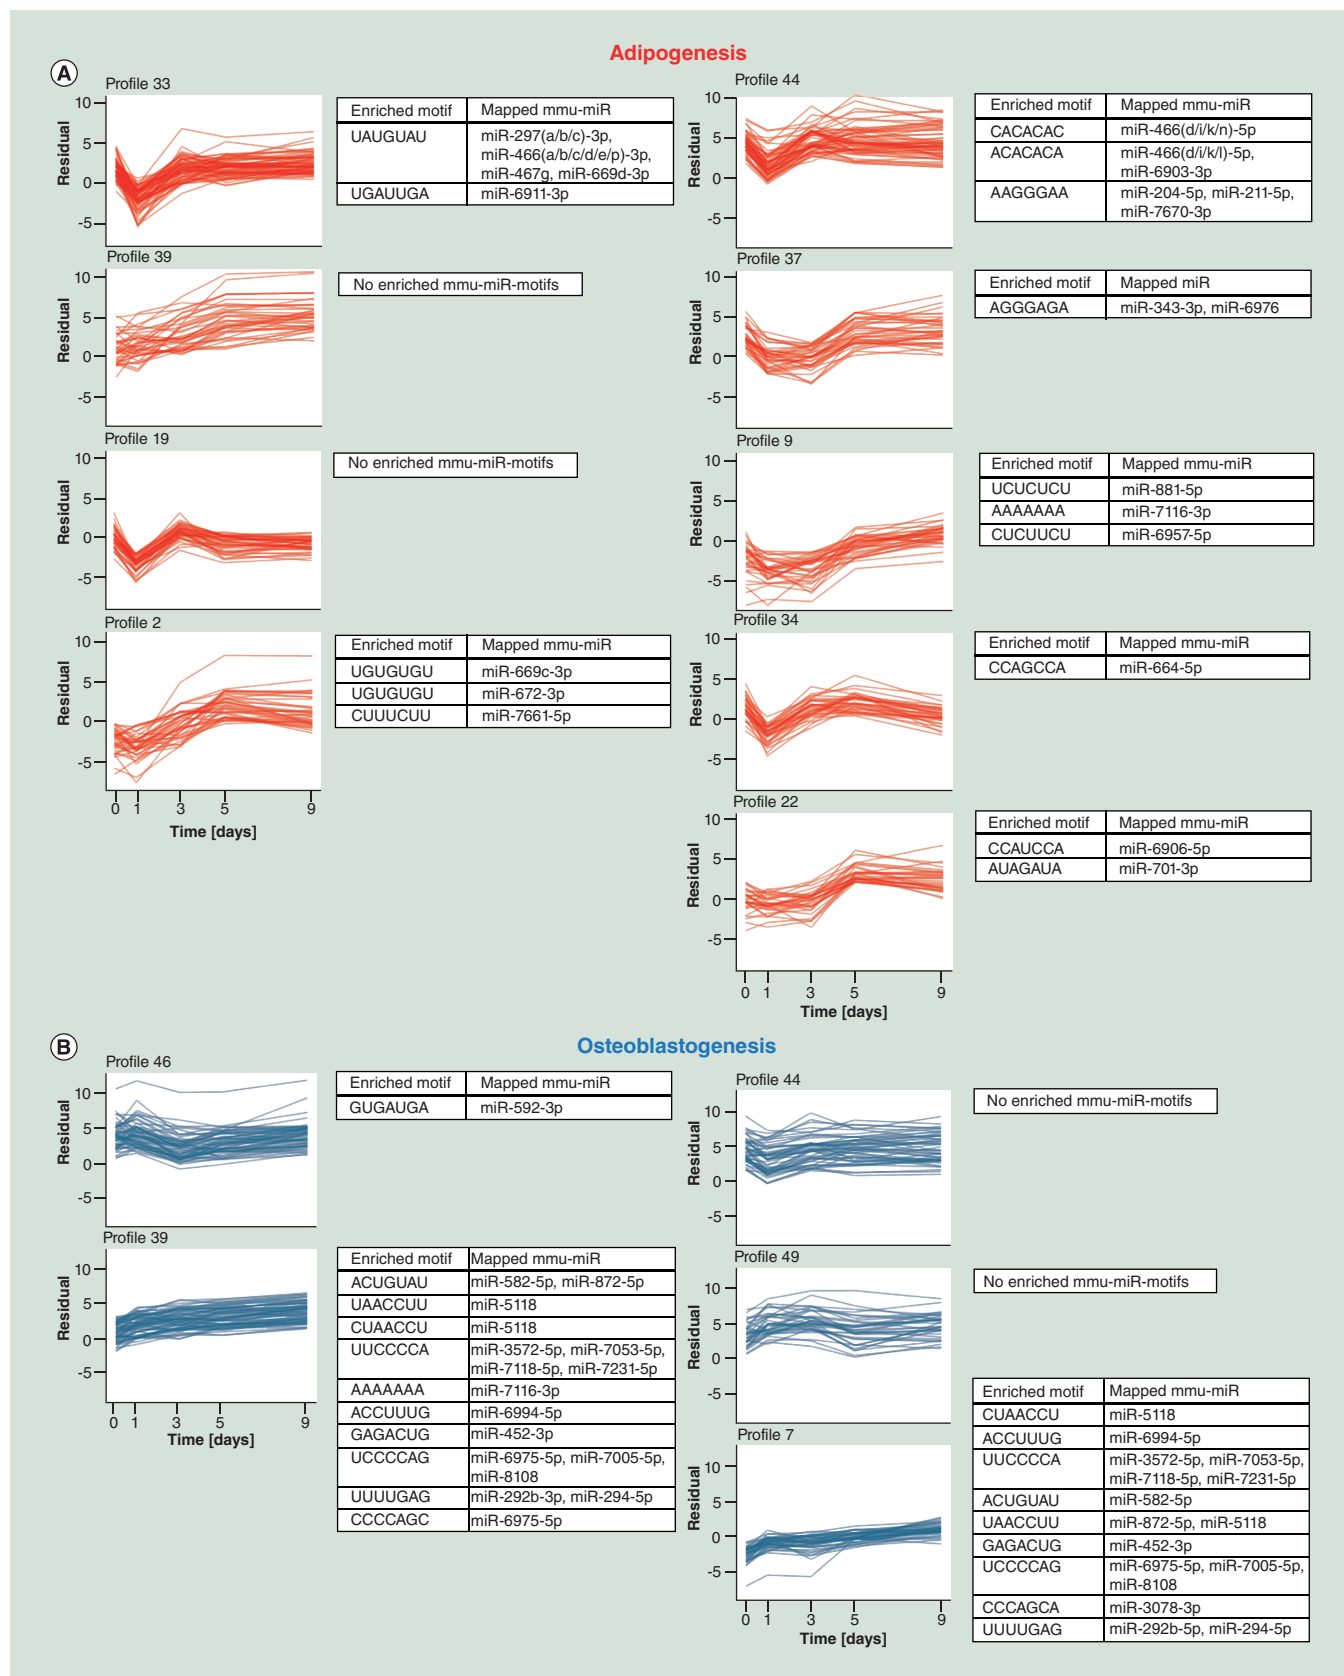 Adipogenesis
A
Profile 33
10
5
0
-5
Residual
Enriched motif Mapped mmu-miR
UAUGUAU miR-297(a/b/c)-3p,
miR-466(a/b/c/d/e/p)-3p,
miR-467g, miR-669d-3p
UGAUUGA miR-6911-3p
Profile 39
10
5
0
-5
Residual
No enriched mmu-miR-motifs
Profile 19
10
5
0
-5
Residual
No enriched mmu-miR-motifs
Profile 2
10
5
0
-5
Residual
0 1 3 5 9
Time [days]
Enriched motif Mapped mmu-miR
UGUGUGU miR-669c-3p
UGUGUGU miR-672-3p
CUUUCUU miR-7661-5p
Profile 44
10
5
0
-5
Residual
Enriched motif Mapped mmu-miR
CACACAC miR-466(d/i/k/n)-5p
ACACACA miR-466(d/i/k/l)-5p,
miR-6903-3p
AAGGGAA miR-204-5p, miR-211-5p,
miR-7670-3p
Profile 37
10
5
0
-5
Residual
Enriched motif Mapped miR
AGGGAGA miR-343-3p, miR-6976
Profile 9
10
5
0
-5
Residual
Enriched motif Mapped mmu-miR
UCUCUCU miR-881-5p
AAAAAAA miR-7116-3p
CUCUUCU miR-6957-5p
Profile 34
10
5
0
-5
Residual
Enriched motif Mapped mmu-miR
CCAGCCA miR-664-5p
Profile 22
10
5
0
-5
Residual
0 1 3 5 9
Time [days]
Enriched motif Mapped mmu-miR
CCAUCCA miR-6906-5p
AUAGAUA miR-701-3p
B
Osteoblastogenesis
Profile 46
10
5
0
-5
Residual
Enriched motif Mapped mmu-miR
GUGAUGA miR-592-3p
Profile 39
10
5
0
-5
Residual
0 1 3 5 9
Time [days]
Enriched motif Mapped mmu-miR
ACUGUAU miR-582-5p, miR-872-5p
UAACCUU miR-5118
CUAACCU miR-5118
UUCCCCA miR-3572-5p, miR-7053-5p,
miR-7118-5p, miR-7231-5p
AAAAAAA miR-7116-3p
ACCUUUG miR-6994-5p
GAGACUG miR-452-3p
UCCCCAG miR-6975-5p, miR-7005-5p,
miR-8108
UUUUGAG miR-292b-3p, miR-294-5p
CCCCAGC miR-6975-5p
Profile 44
10
5
0
-5
Residual
No enriched mmu-miR-motifs
Profile 49
10
5
0
-5
Residual
No enriched mmu-miR-motifs
Profile 7
10
5
0
-5
Residual
0 1 3 5 9
Time [days]
Enriched motif Mapped mmu-miR
CUAACCU miR-5118
ACCUUUG miR-6994-5p
UUCCCCA miR-3572-5p, miR-7053-5p,
miR-7118-5p, miR-7231-5p
ACUGUAU miR-582-5p
UAACCUU miR-872-5p, miR-5118
GAGACUG miR-452-3p
UCCCCAG miR-6975-5p, miR-7005-5p,
miR-8108
CCCAGCA miR-3078-3p
UUUUGAG miR-292b-5p, miR-294-5p